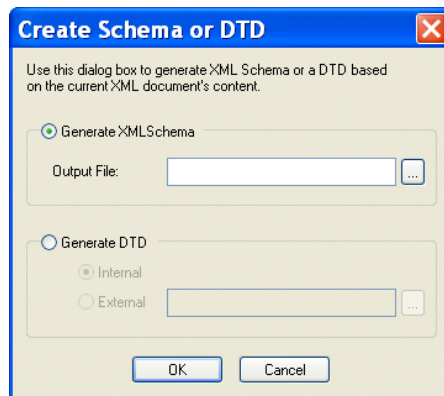 Create Schema or DTD
Use this dialog box to generate XML Schema or a DTD based
on the current XML document's content.
Generate XMLSchema
Output File:
...
Generate DTD
Internal
External
...
OK
Cancel